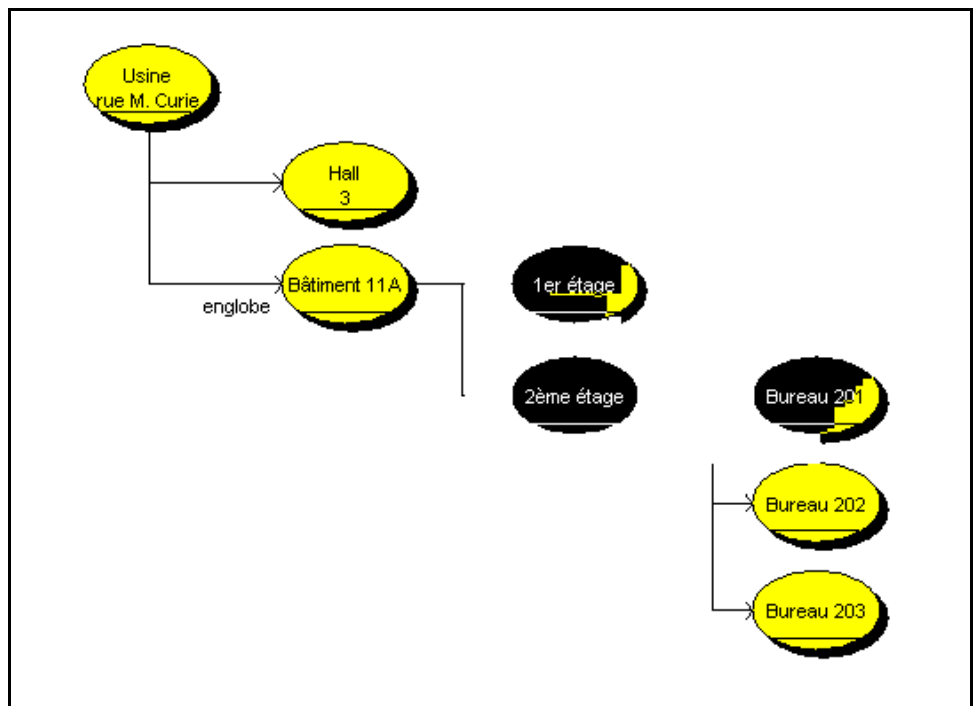 Usine
rue M. Curie
Hall
3
Bâtiment 11A
englobe
1er étage
2ème étage
Bureau 201
Bureau 202
Bureau 203